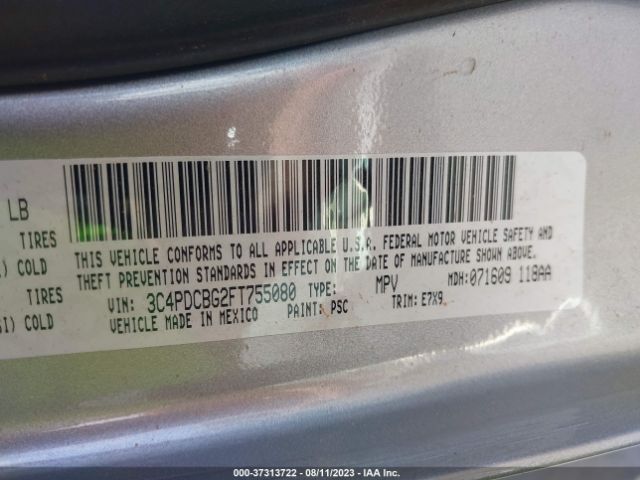 LB
TIRES
) COLD
TIRES
SI) COLD
THIS VEHICLE CONFORMS TO ALL APPLICABLE U.S.A. FEDERAL MOTOR VEHICLE SAFETY AND
THEFT PREVENTION STANDARDS IN EFFECT ON THE DATE OF MANUFACTURE SHOWN ABOVE.
VIN: 3C4PDCBG2FT755080 TYPE: MPV MDH: 071609 118AA
VEHICLE MADE IN MEXICO PAINT: PSC TRIM: E7X9
000-37313722 - 08/11/2023 - IAA Inc.